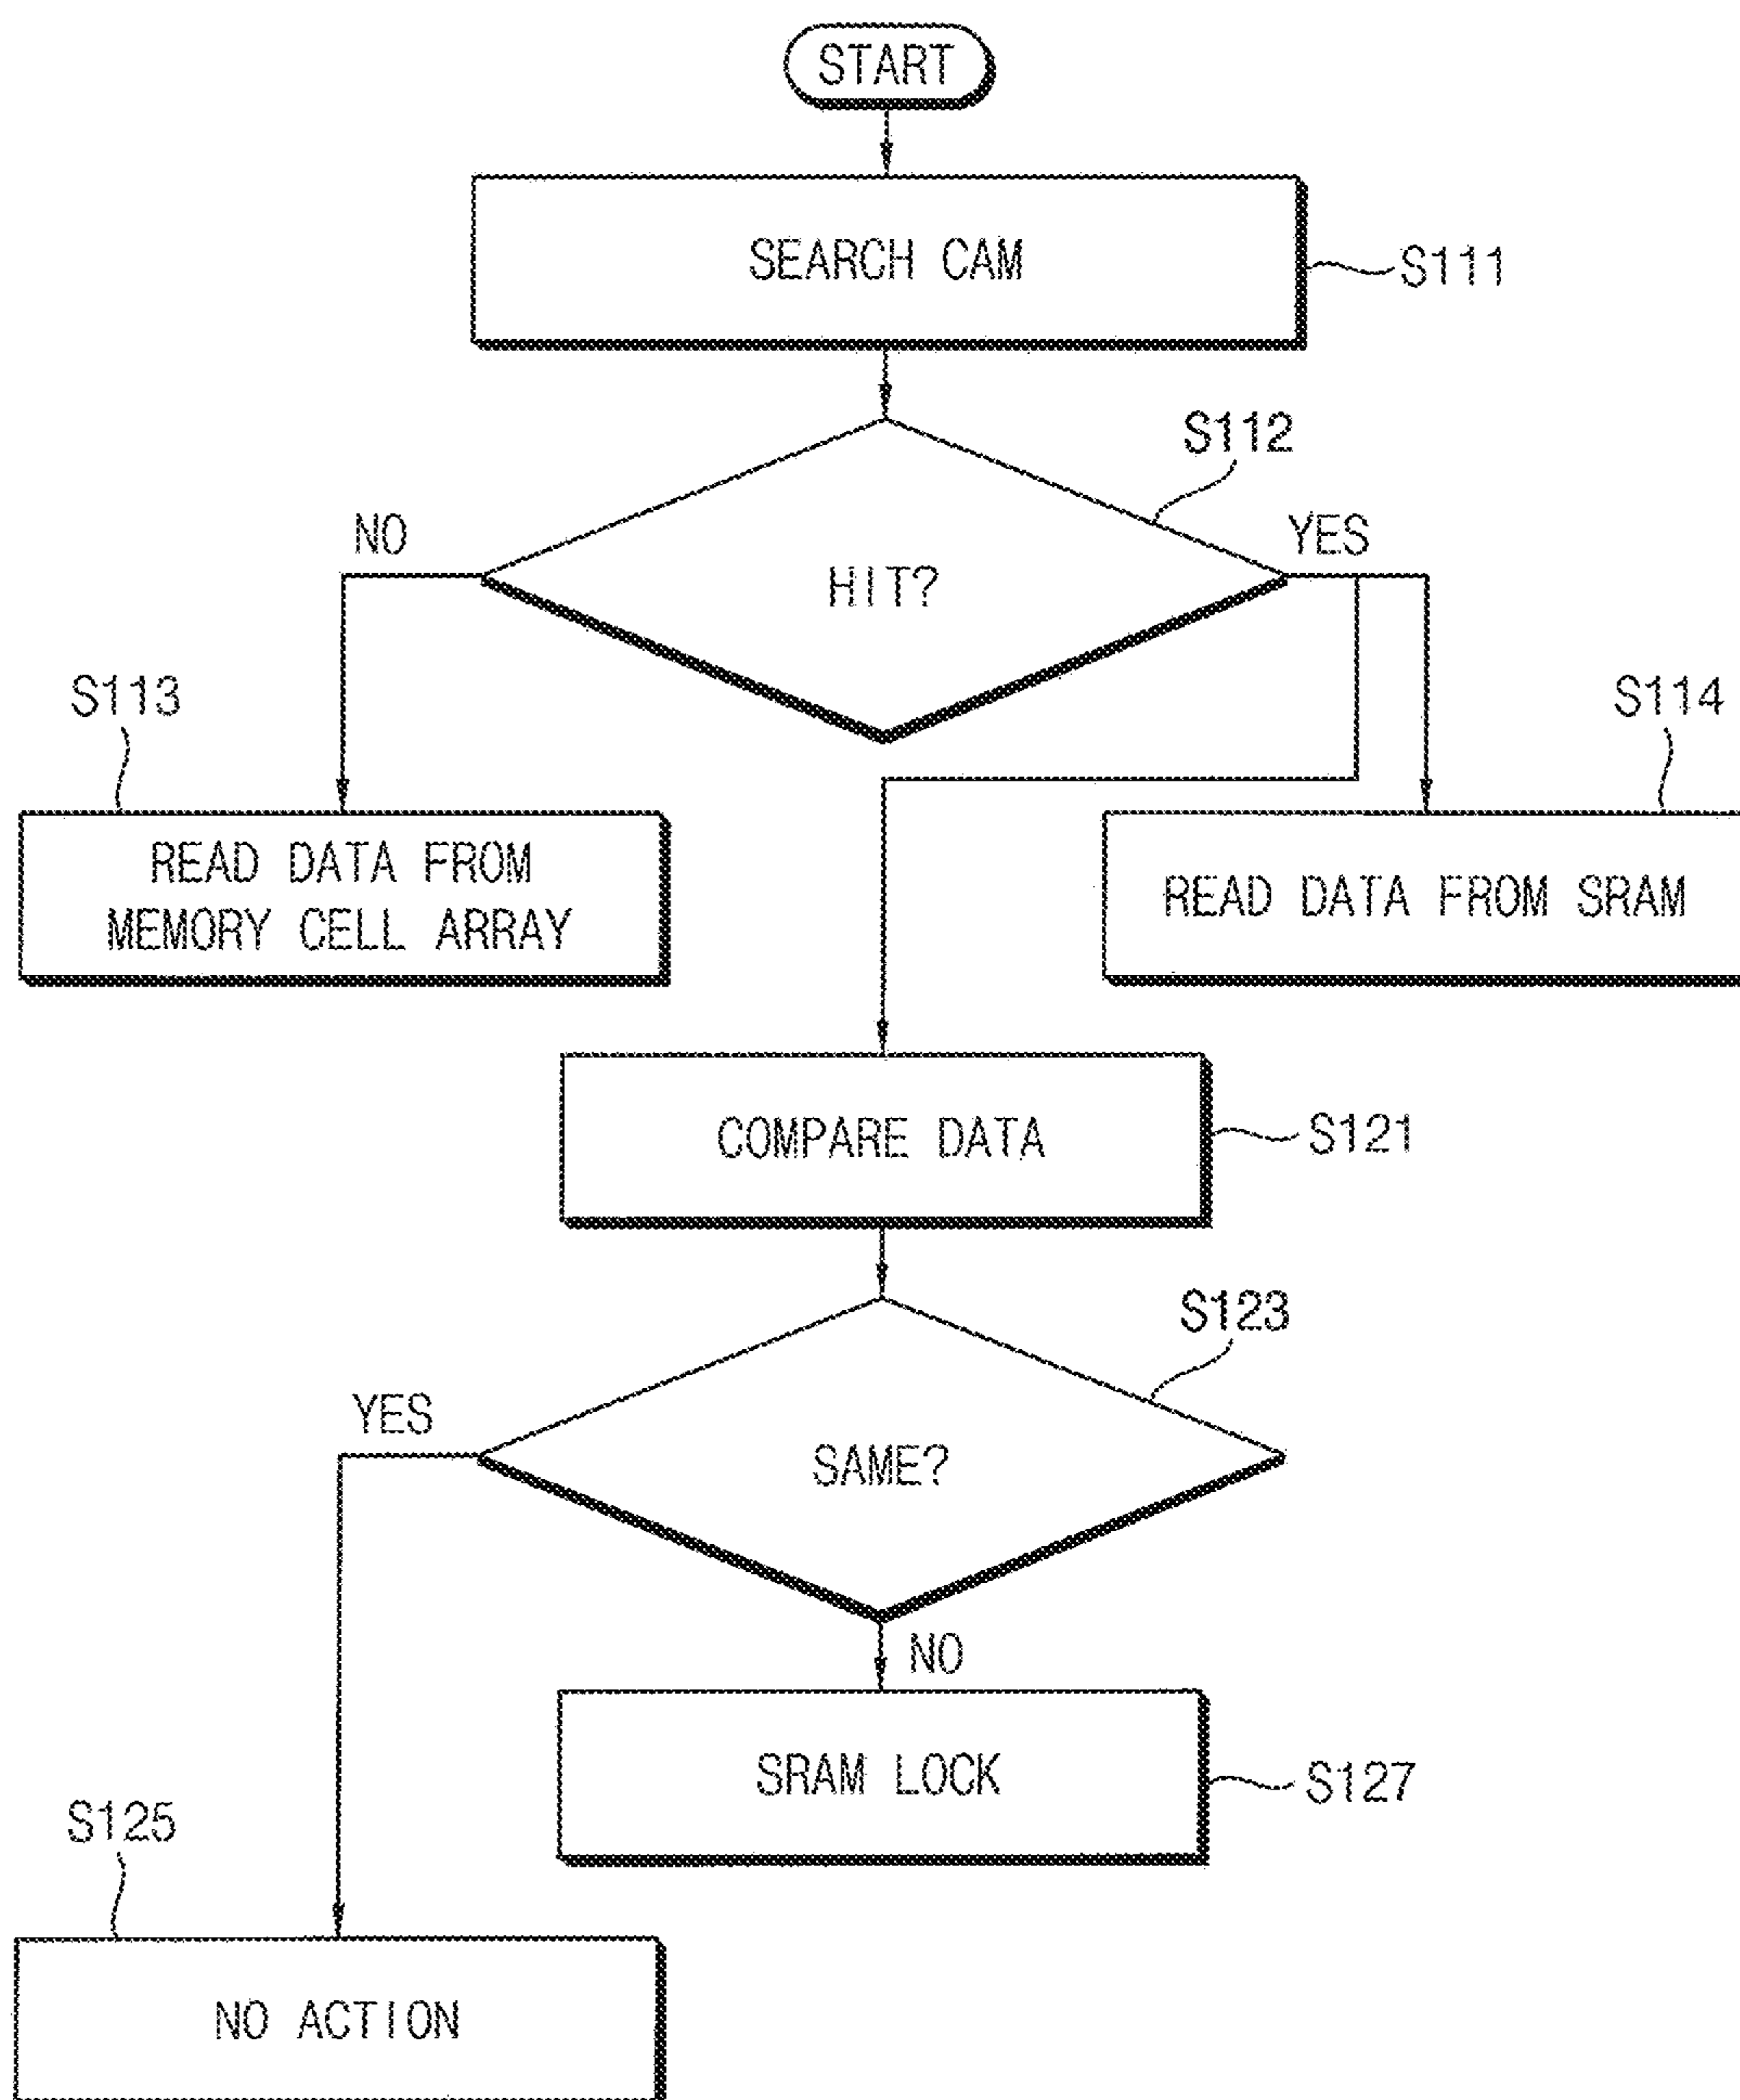 START
SEARCH CAM
S111
S112
NO
YES
HIT?
S113
S114
READ DATA FROM
MEMORY CELL ARRAY
READ DATA FROM SRAM
COMPARE DATA
S121
S123
YES
SAME?
NO
SRAM LOCK
S127
S125
NO ACTION